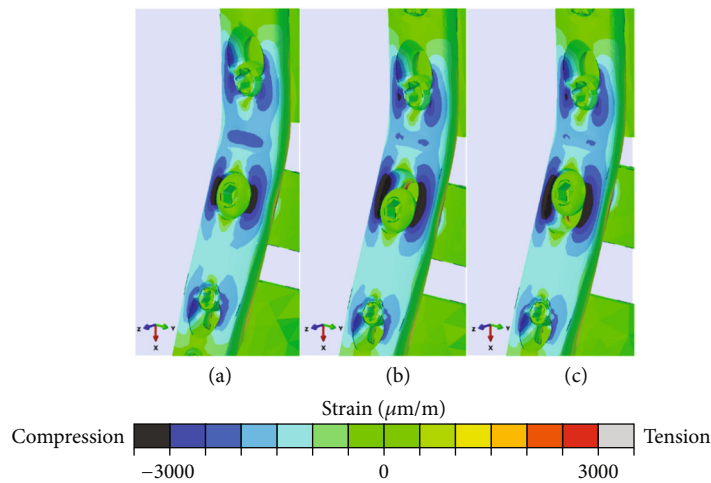 Z Y Z Y Z Y
X X X
(a) (b) (c)
Strain (μm/m)
Compression Tension
−3000 0 3000